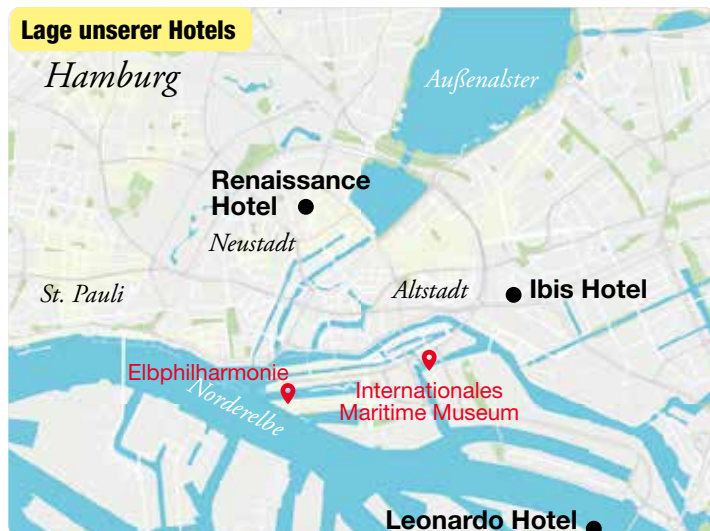 Lage unserer Hotels
Hamburg
Außenalster
Renaissance
Hotel
Neustadt
St. Pauli
Altstadt
Ibis Hotel
Elbphilharmonie
Norderelbe
Internationales
Maritime Museum
Leonardo Hotel